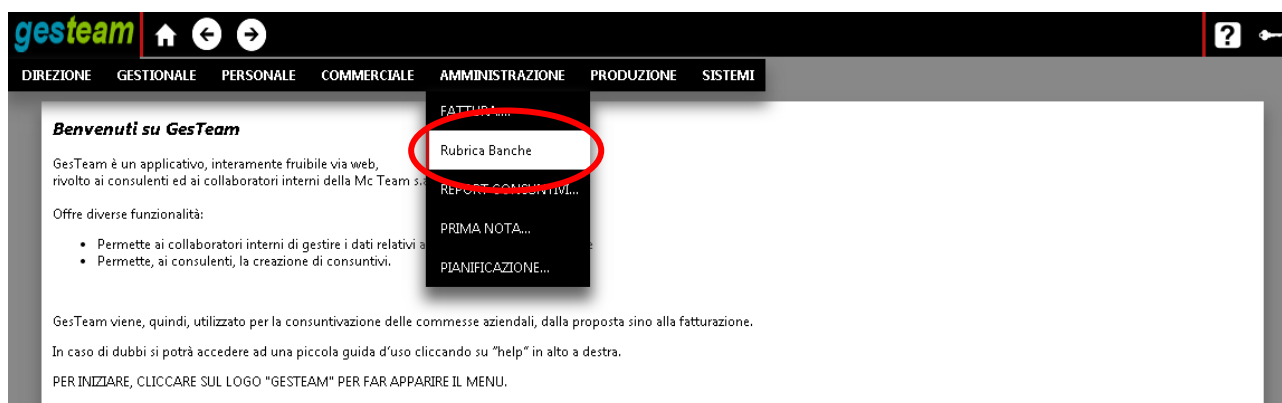 gesteam
?
DIREZIONE GESTIONALE PERSONALE COMMERCIALE AMMINISTRAZIONE PRODUZIONE SISTEMI
FATTURA...
Rubrica Banche
REPORT CONSUNTIVI...
PRIMA NOTA...
PIANIFICAZIONE...
Benvenuti su GesTeam
GesTeam è un applicativo, interamente fruibile via web,
rivolto ai consulenti ed ai collaboratori interni della Mc Team s.
Offre diverse funzionalità:
• Permette ai collaboratori interni di gestire i dati relativi
• Permette, ai consulenti, la creazione di consuntivi.
GesTeam viene, quindi, utilizzato per la consuntivazione delle commesse aziendali, dalla proposta sino alla fatturazione.
In caso di dubbi si potrà accedere ad una piccola guida d'uso cliccando su "help" in alto a destra.
PER INIZIARE, CLICCARE SUL LOGO "GESTEAM" PER FAR APPARIRE IL MENU.